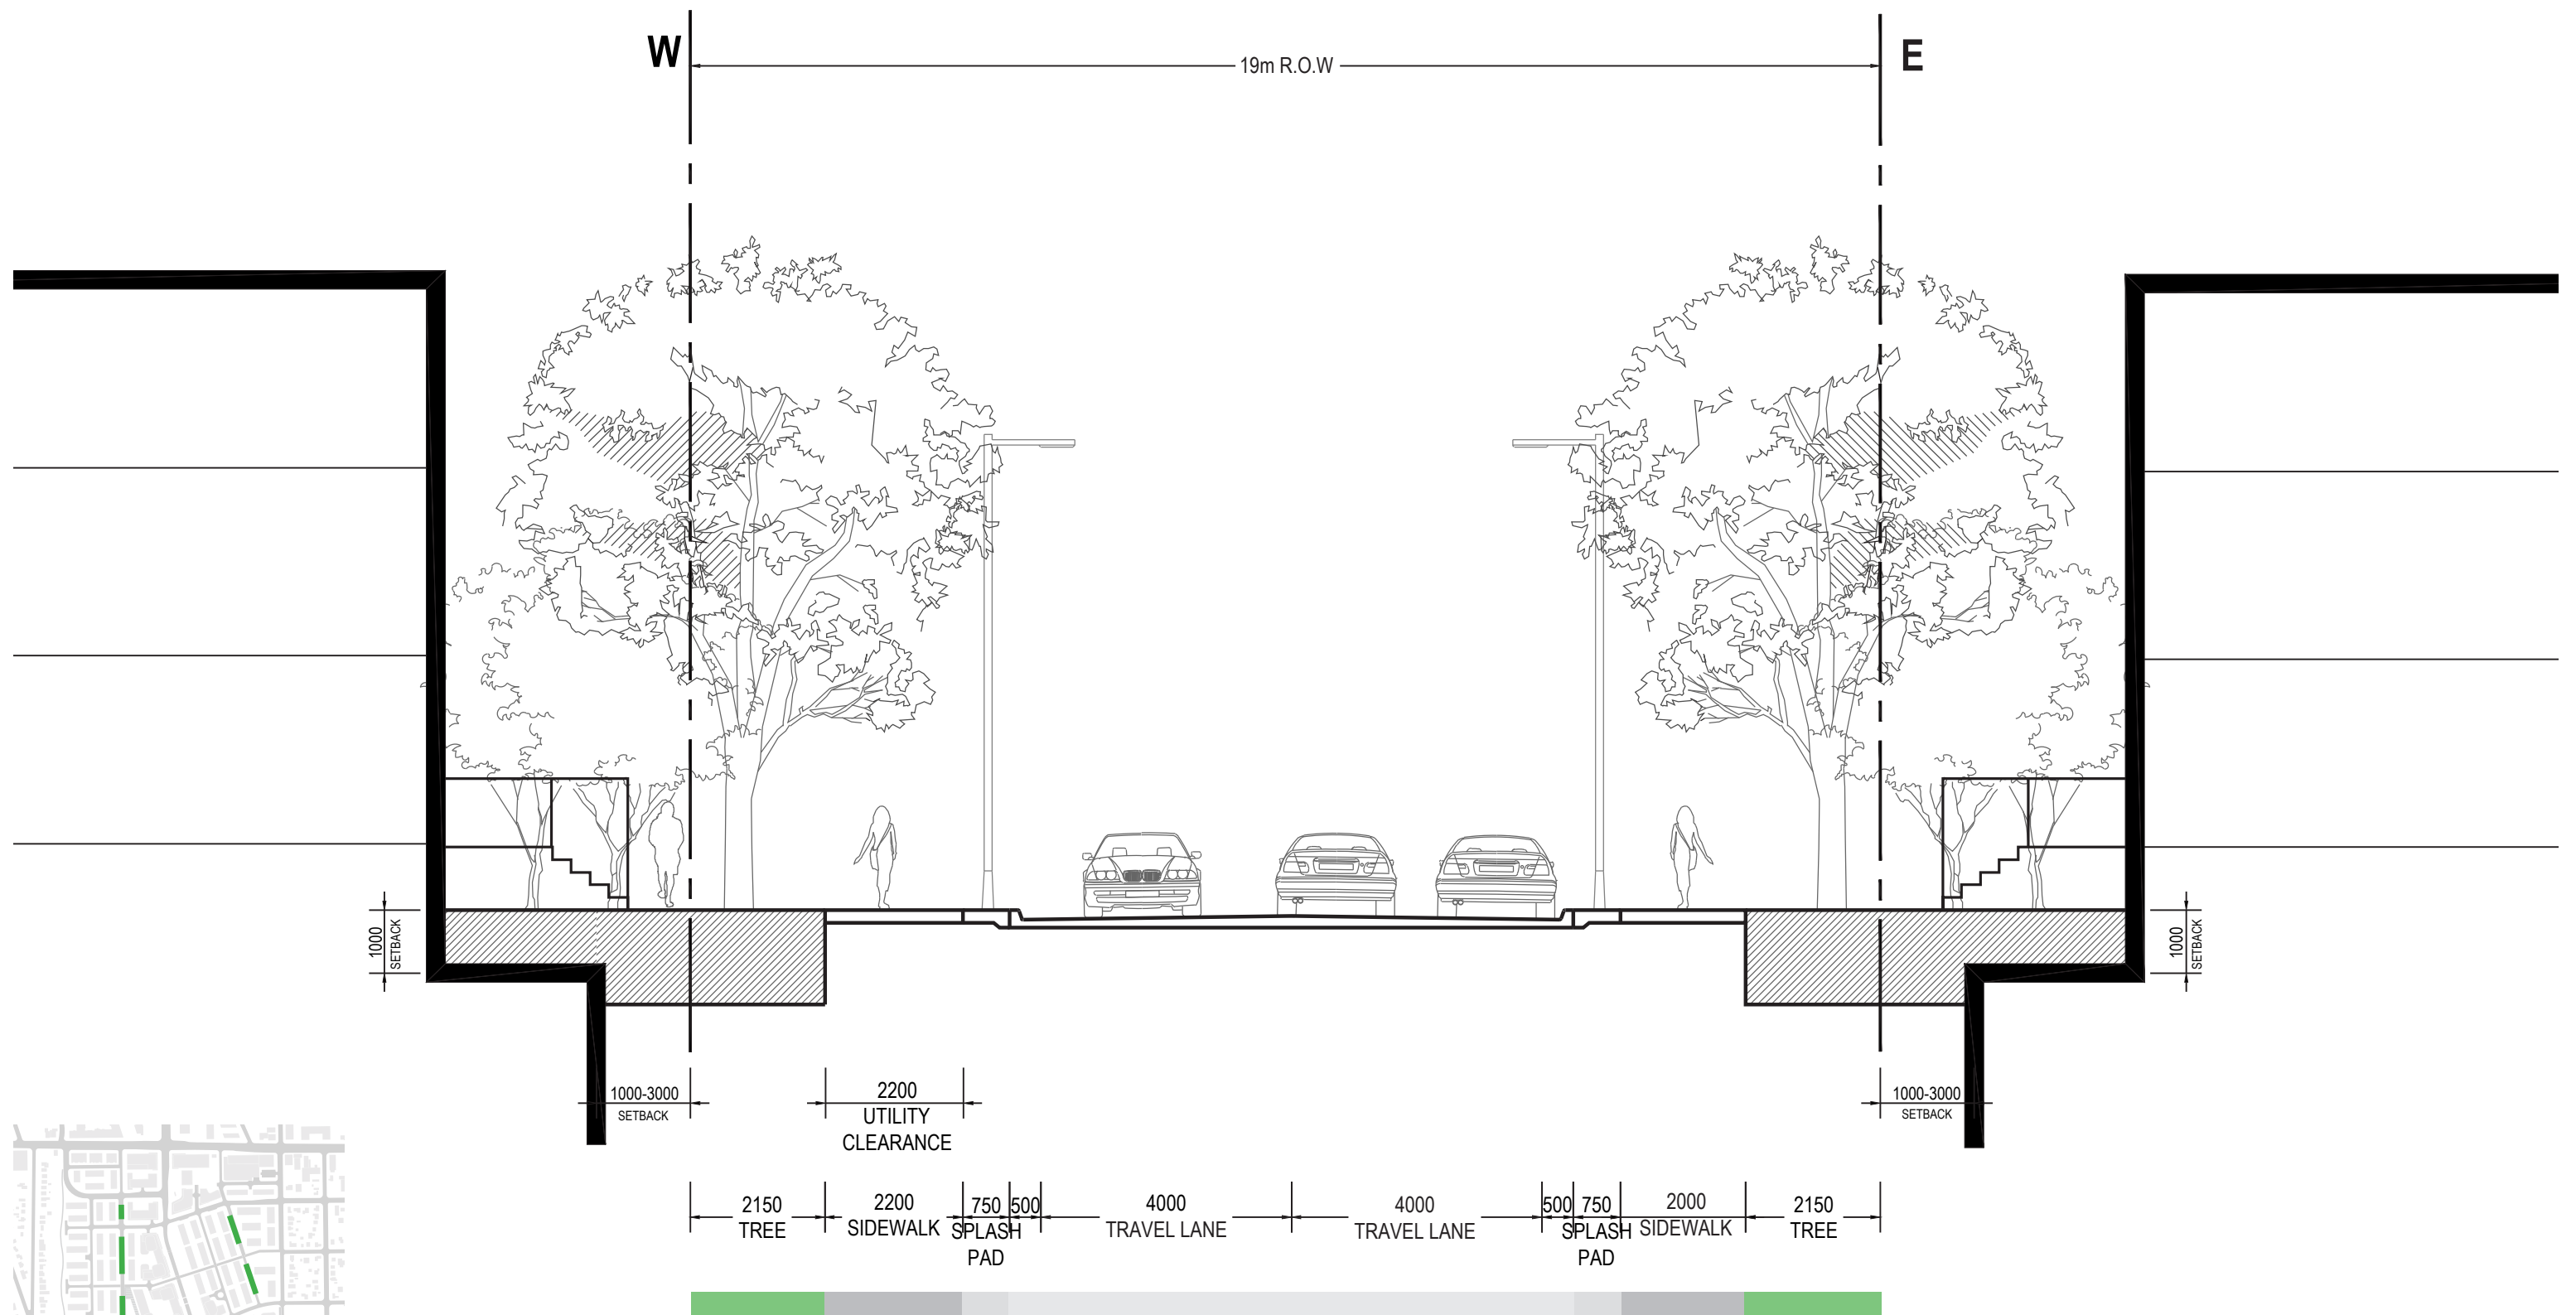 W
E
19m R.O.W
1000
SETBACK
1000
SETBACK
1000-3000
SETBACK
2200
UTILITY
CLEARANCE
1000-3000
SETBACK
2150
TREE
2200
SIDEWALK
750
SPLASH
PAD
500
4000
TRAVEL LANE
4000
TRAVEL LANE
500
750
SPLASH
PAD
2000
SIDEWALK
2150
TREE